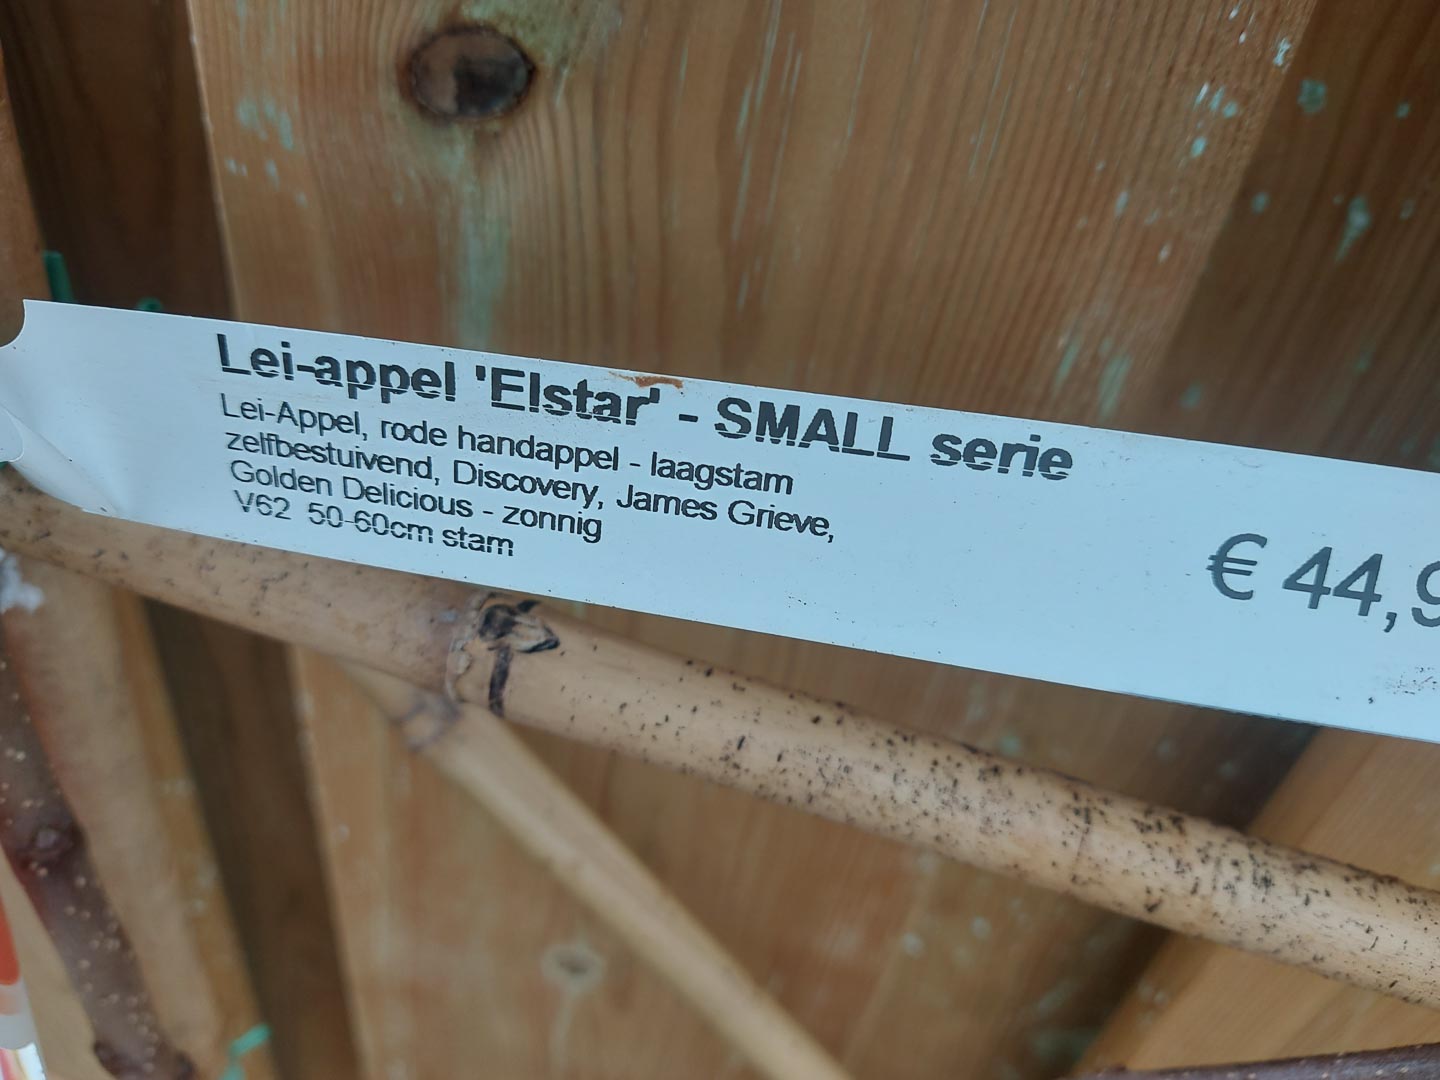 Lei-appel 'Elstar' - SMALL serie
Lei-Appel, rode handappel - laagstam
zelfbestuivend, Discovery, James Grieve,
Golden Delicious - zonnig
V62 50-60cm stam
€ 44,9